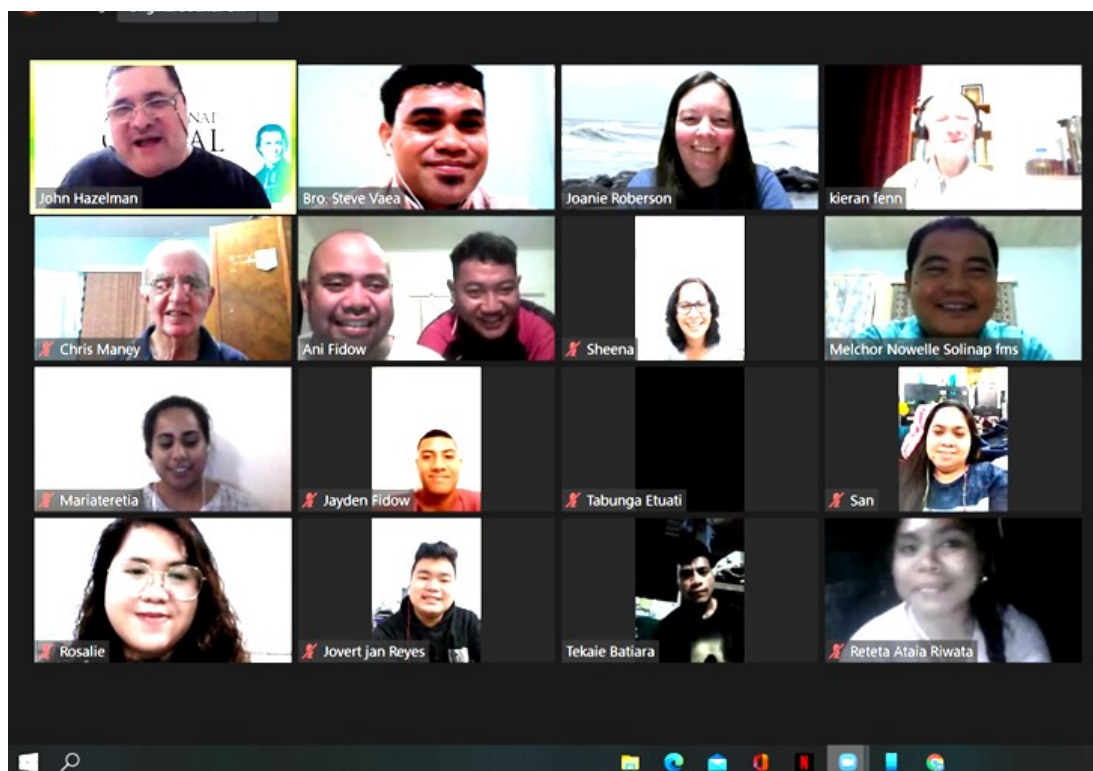 John Hazelman
Bro. Steve Vaea
Joanie Roberson
kieran fenn
Chris Maney
Ani Fidow
Sheena
Melchor Nowelle Solinap fms
Mariateretia
Jayden Fidow
Tabunga Etuati
San
Rosalie
Jovert jan Reyes
Tekaie Batiara
Reteta Ataia Riwata